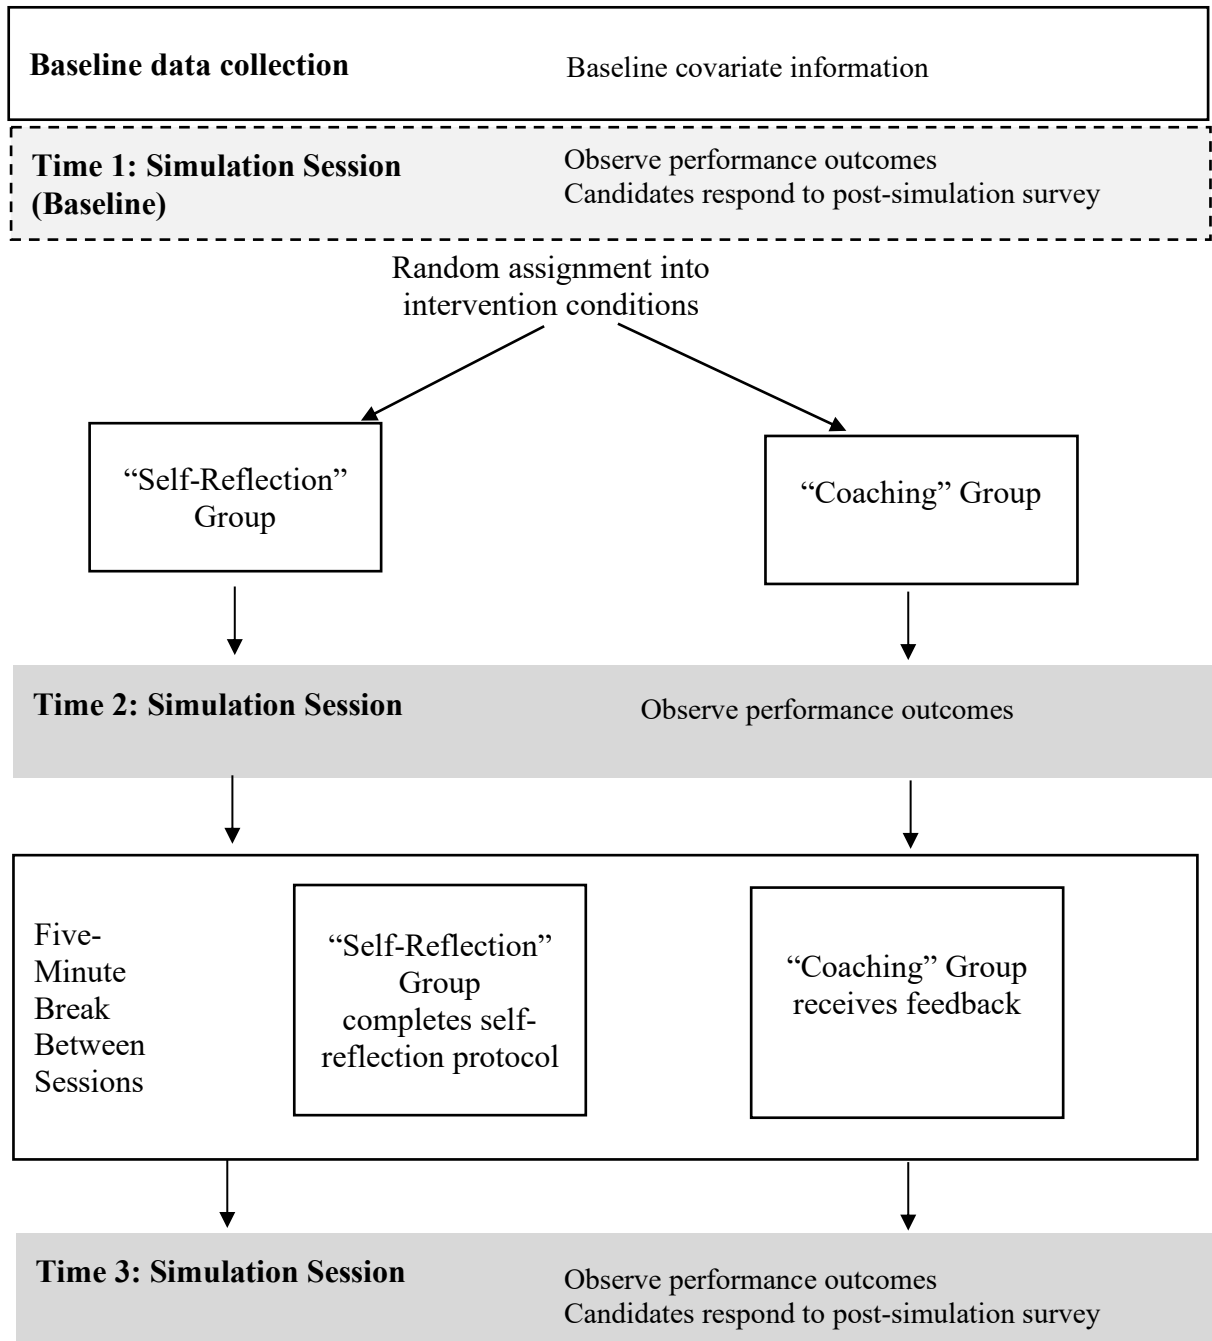 Baseline data collection
Baseline covariate information
Time 1: Simulation Session
(Baseline)
Observe performance outcomes
Candidates respond to post-simulation survey
Random assignment into
intervention conditions
“Self-Reflection”
Group
“Coaching” Group
Time 2: Simulation Session
Observe performance outcomes
Five-
Minute
Break
Between
Sessions
“Self-Reflection”
Group
completes self-
reflection protocol
“Coaching” Group
receives feedback
Time 3: Simulation Session
Observe performance outcomes
Candidates respond to post-simulation survey